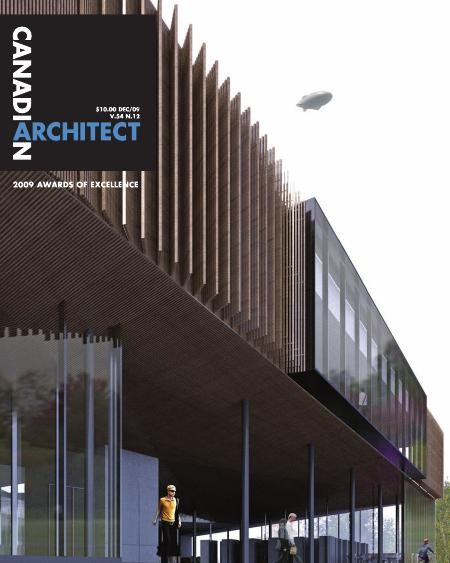 CANADIAN
$10.00 DEC/09
V.54 N.12
ARCHITECT
2009 AWARDS OF EXCELLENCE